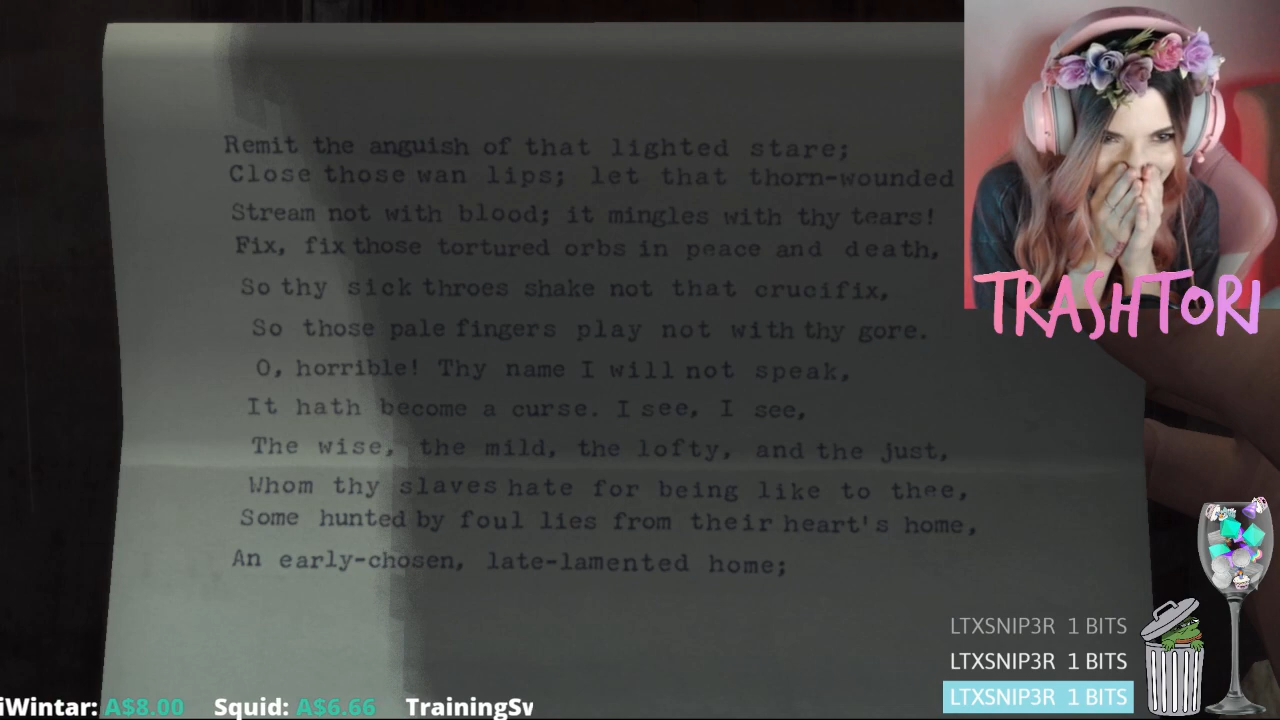 Remit the anguish of that lighted stare;
Close those wan lips; let that thorn-wounded
Stream not with blood; it mingles with thy tears!
Fix, fix those tortured orbs in peace and death,
So thy sick throes shake not that crucifix,
So those pale fingers play not with thy gore.
O, horrible! Thy name I will not speak,
It hath become a curse. I see, I see,
The wise, the mild, the lofty, and the just,
Whom thy slaves hate for being like to thee,
Some hunted by foul lies from their heart's home,
An early-chosen, late-lamented home;
TRASHTORI
LTXSNIP3R 1 BITS
LTXSNIP3R 1 BITS
LTXSNIP3R 1 BITS
iWintar: A$8.00 Squid: A$6.66 TrainingSw